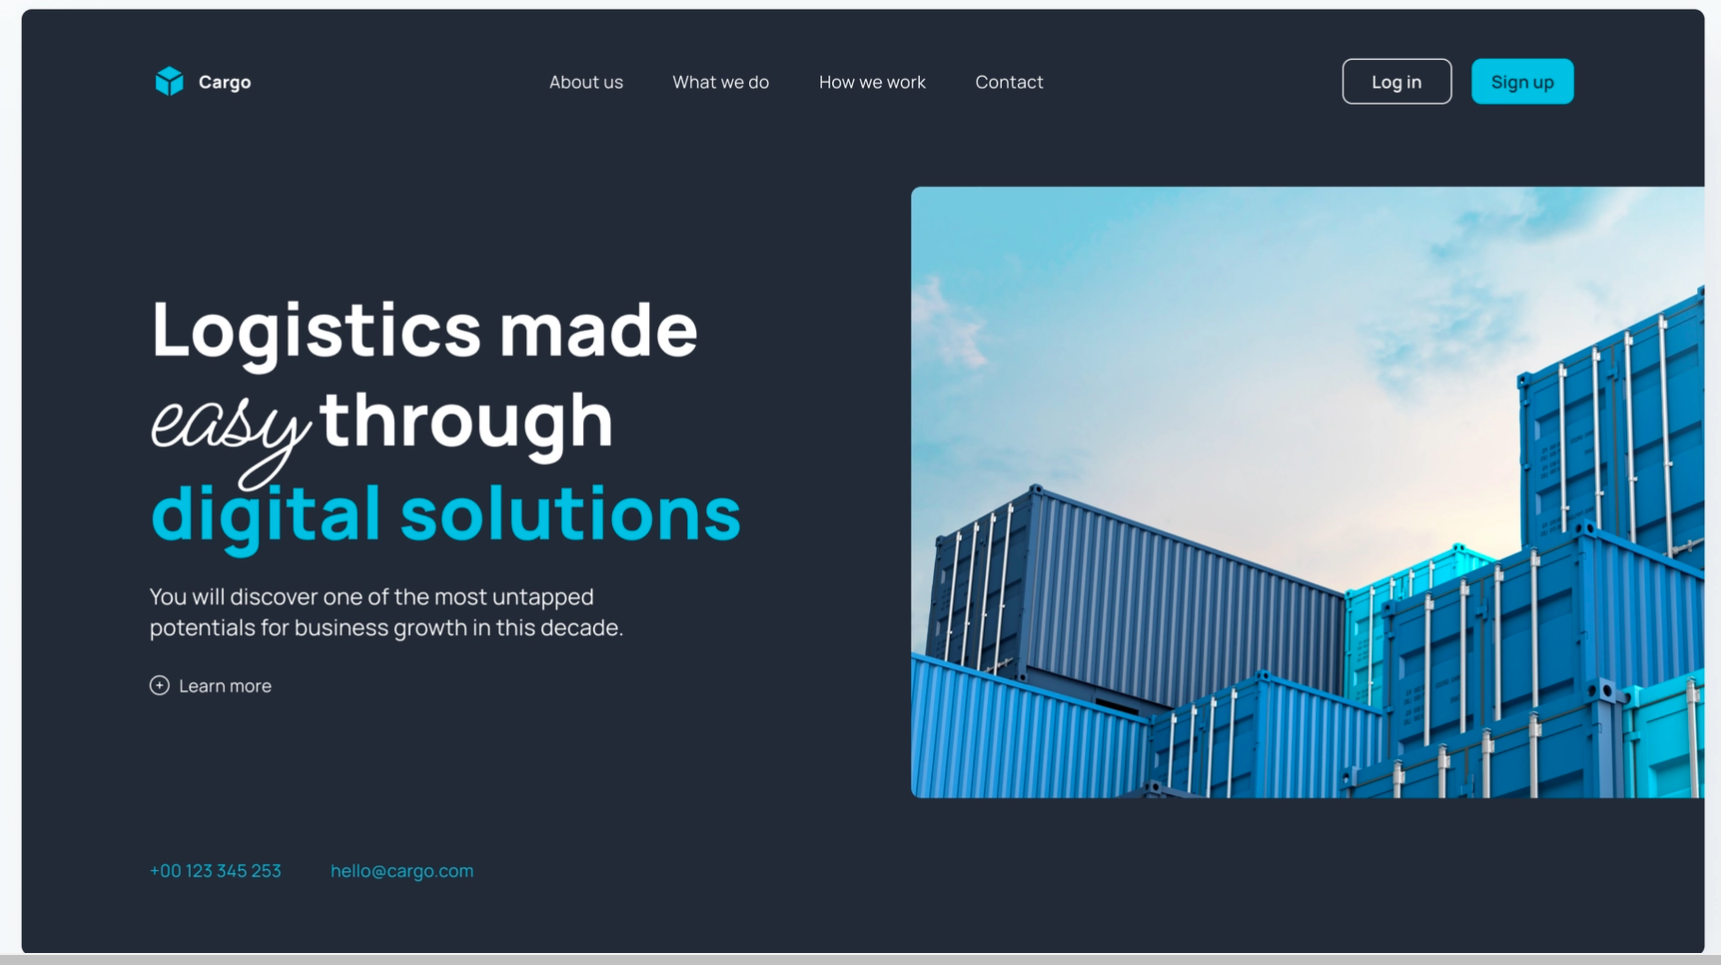 Cargo
About us
What we do
How we work
Contact
Log in
Sign up
Logistics made
easy through
digital solutions
You will discover one of the most untapped
potentials for business growth in this decade.
Learn more
+00 123 345 253
hello@cargo.com